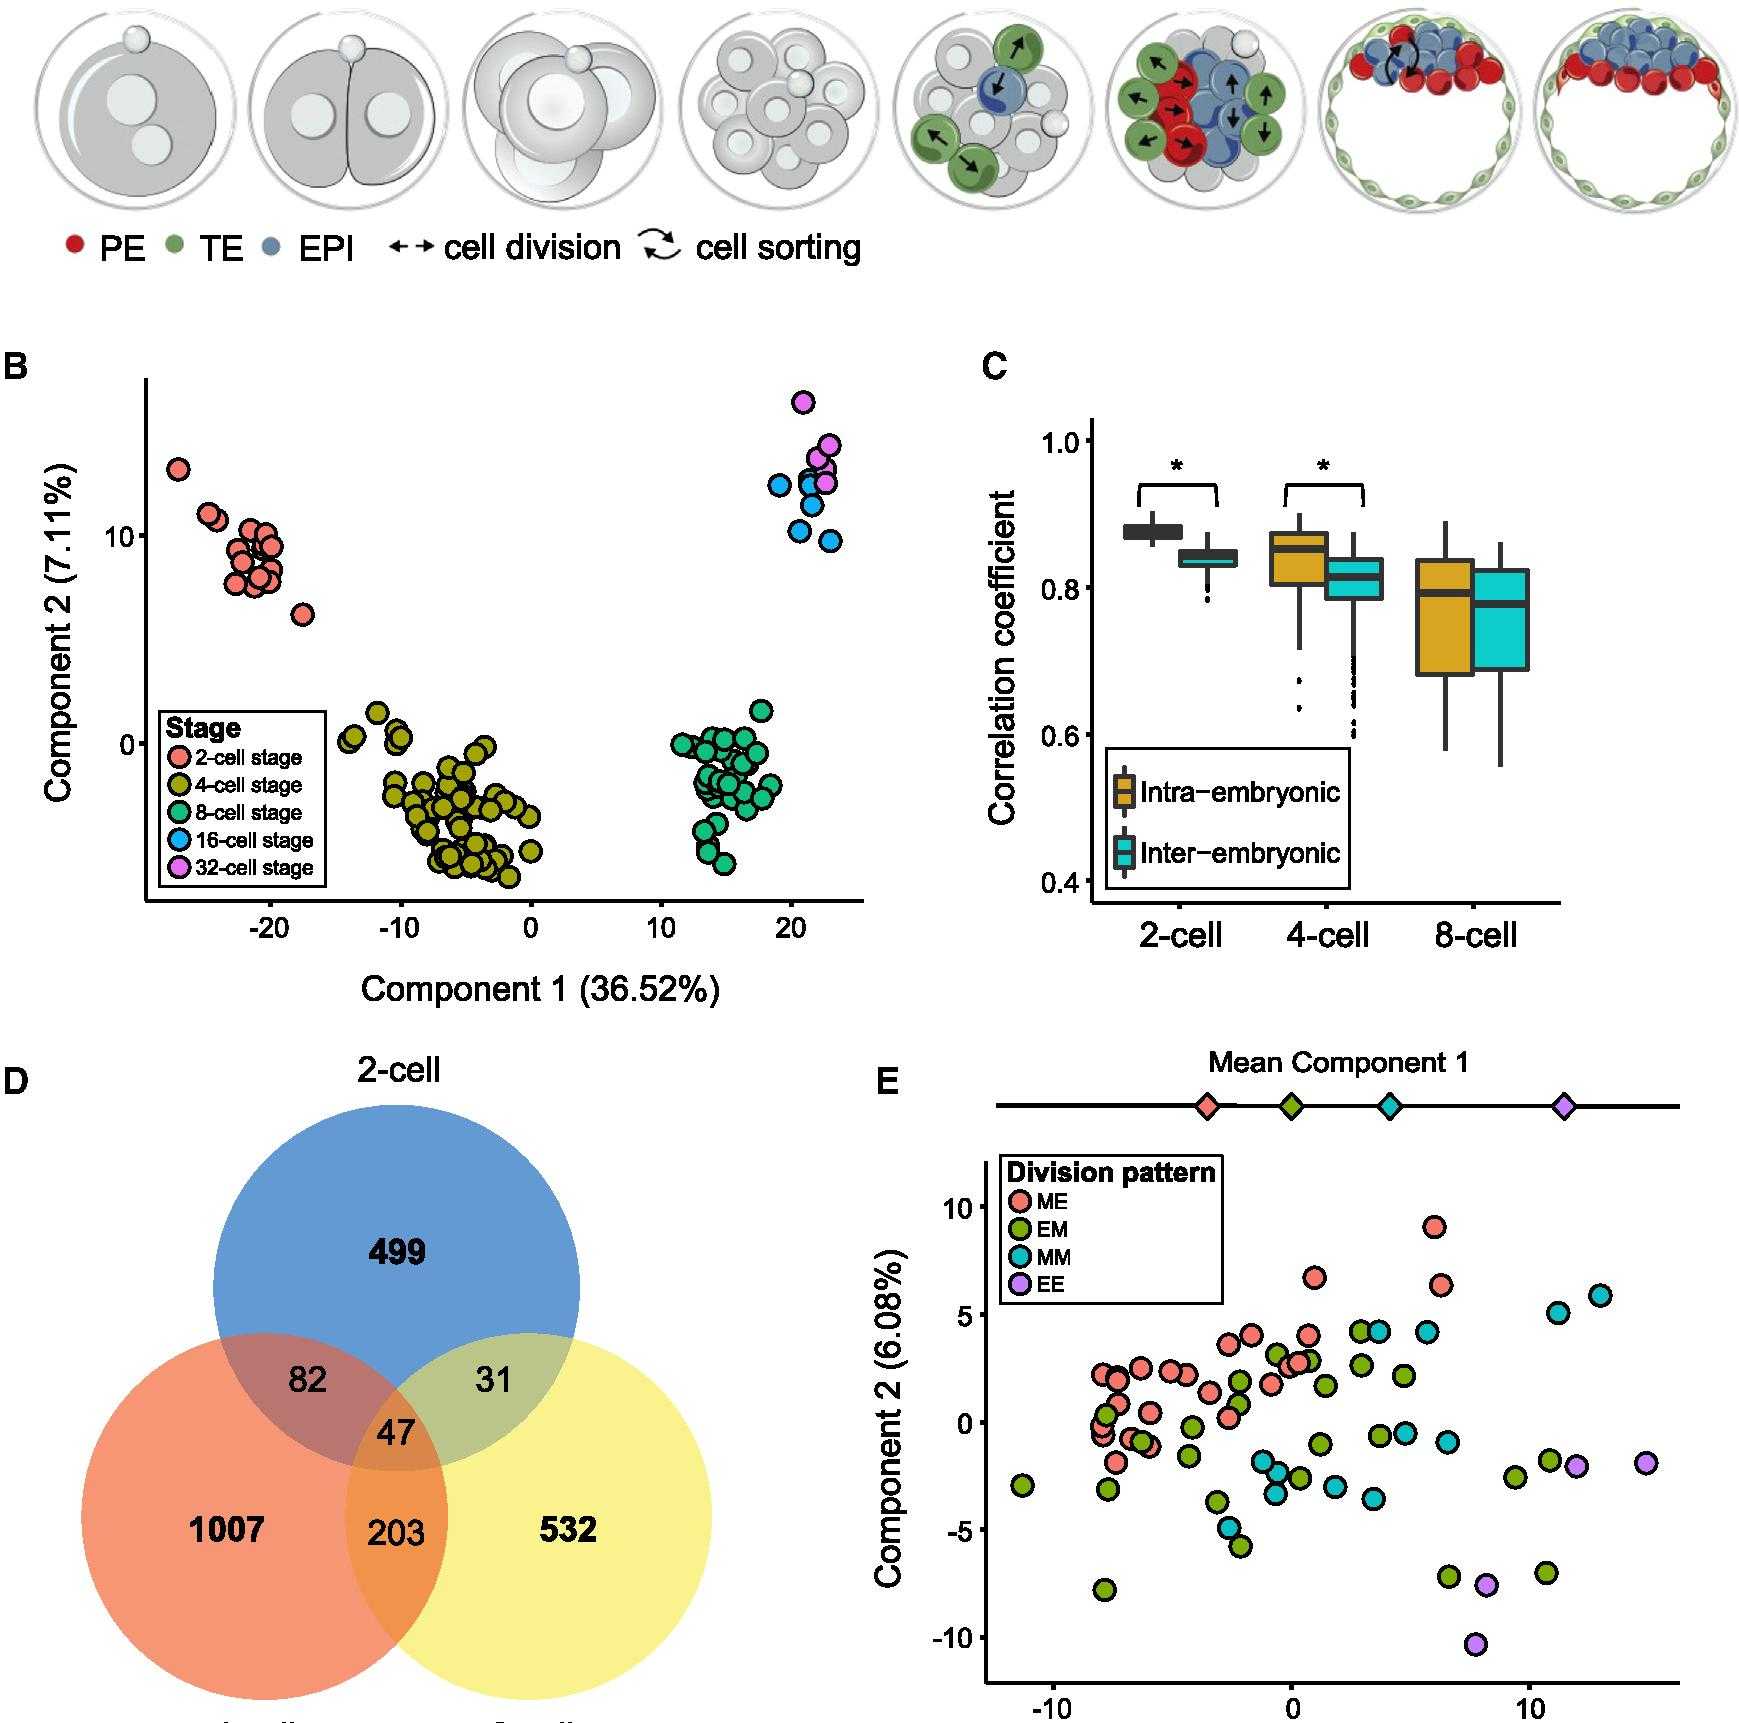 PE TE EPI cell division cell sorting
B
Component 2 (7.11%)
10
0
Stage
2-cell stage
4-cell stage
8-cell stage
16-cell stage
32-cell stage
-20 -10 0 10 20
Component 1 (36.52%)
C
Correlation coefficient
1.0
* *
0.8
0.6
0.4
Intra-embryonic
Inter-embryonic
2-cell 4-cell 8-cell
D
2-cell
499
82 31
47
1007 203 532
E
Mean Component 1
Component 2 (6.08%)
Division pattern
ME
EM
MM
EE
10
5
0
-5
-10
-10 0 10